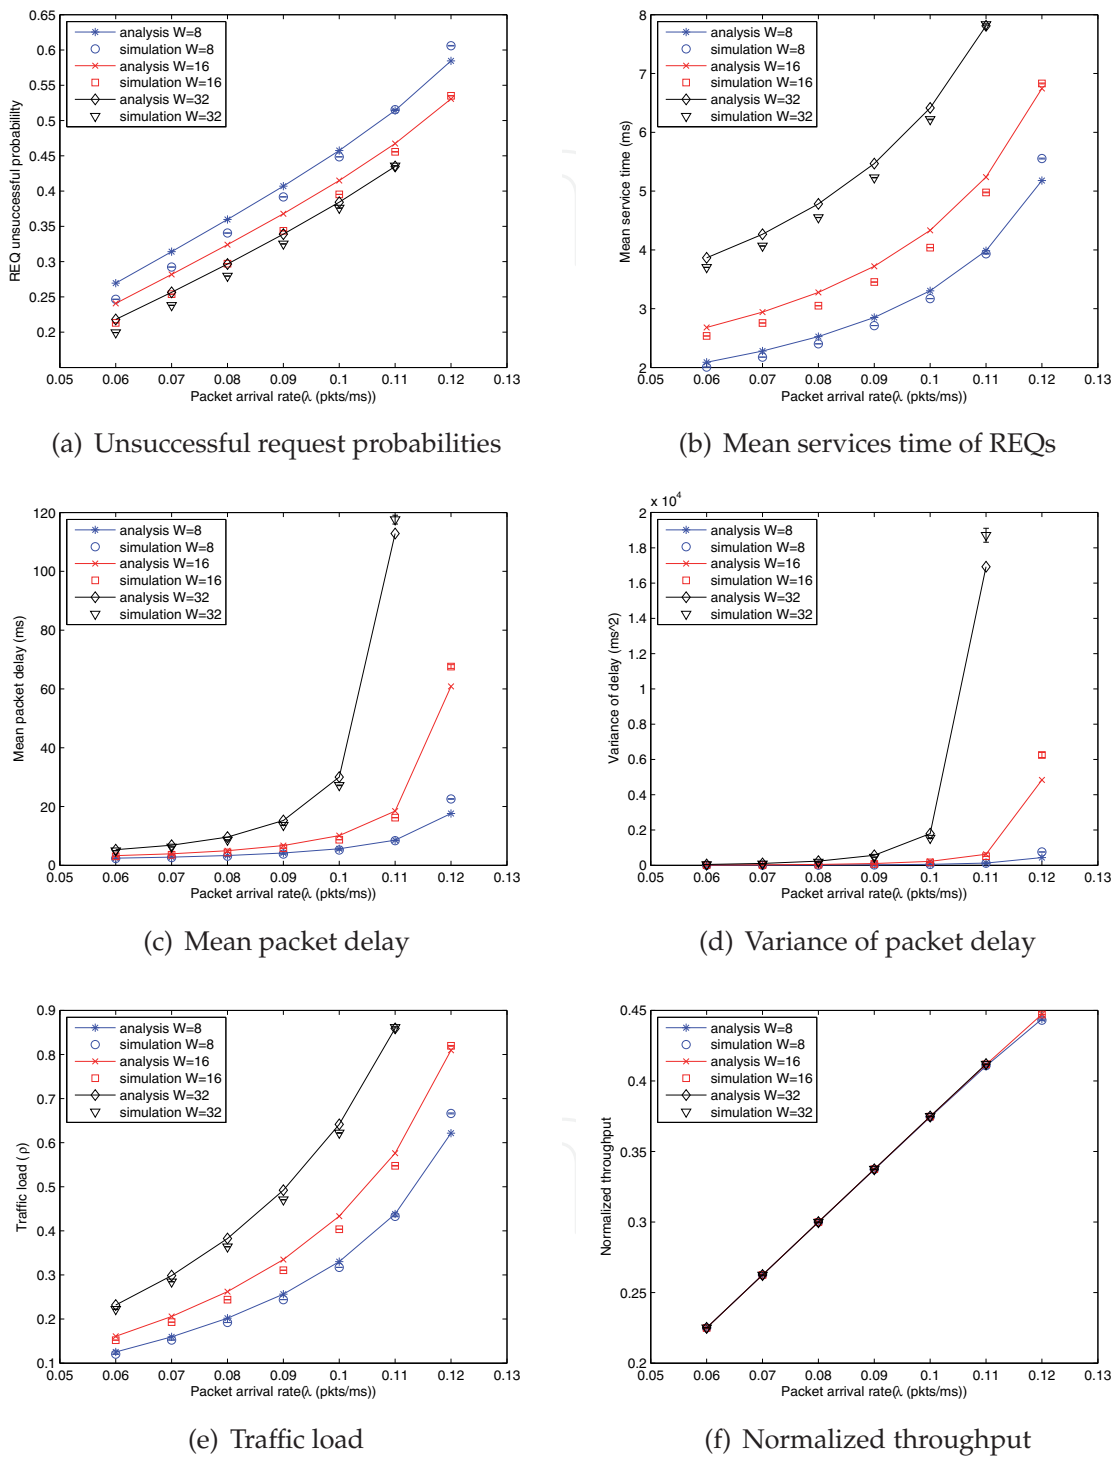 0.65
0.6
0.55
0.5
0.45
0.4
0.35
0.3
0.25
0.2
REQ unsuccessful probability
analysis W=8
simulation W=8
analysis W=16
simulation W=16
analysis W=32
simulation W=32
0.05 0.06 0.07 0.08 0.09 0.1 0.11 0.12 0.13
Packet arrival rate(λ (pkts/ms))
(a) Unsuccessful request probabilities
8
7
6
5
4
3
2
Mean service time (ms)
analysis W=8
simulation W=8
analysis W=16
simulation W=16
analysis W=32
simulation W=32
0.05 0.06 0.07 0.08 0.09 0.1 0.11 0.12 0.13
Packet arrival rate(λ (pkts/ms))
(b) Mean services time of REQs
120
100
80
60
40
20
0
Mean packet delay (ms)
analysis W=8
simulation W=8
analysis W=16
simulation W=16
analysis W=32
simulation W=32
0.05 0.06 0.07 0.08 0.09 0.1 0.11 0.12 0.13
Packet arrival rate(λ (pkts/ms))
(c) Mean packet delay
x 10^4
2
1.8
1.6
1.4
1.2
1
0.8
0.6
0.4
0.2
0
Variance of delay (ms^2)
analysis W=8
simulation W=8
analysis W=16
simulation W=16
analysis W=32
simulation W=32
0.05 0.06 0.07 0.08 0.09 0.1 0.11 0.12 0.13
Packet arrival rate(λ (pkts/ms))
(d) Variance of packet delay
0.9
0.8
0.7
0.6
0.5
0.4
0.3
0.2
0.1
Traffic load (ρ)
analysis W=8
simulation W=8
analysis W=16
simulation W=16
analysis W=32
simulation W=32
0.05 0.06 0.07 0.08 0.09 0.1 0.11 0.12 0.13
Packet arrival rate(λ (pkts/ms))
(e) Traffic load
0.45
0.4
0.35
0.3
0.25
0.2
Normalized throughput
analysis W=8
simulation W=8
analysis W=16
simulation W=16
analysis W=32
simulation W=32
0.05 0.06 0.07 0.08 0.09 0.1 0.11 0.12 0.13
Packet arrival rate(λ (pkts/ms))
(f) Normalized throughput